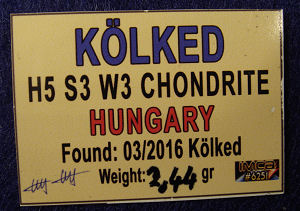 KÖLKED
H5 S3 W3 CHONDRITE
HUNGARY
Found: 03/2016 Kölked
Weight: 2,44 gr
IMCA
#6251